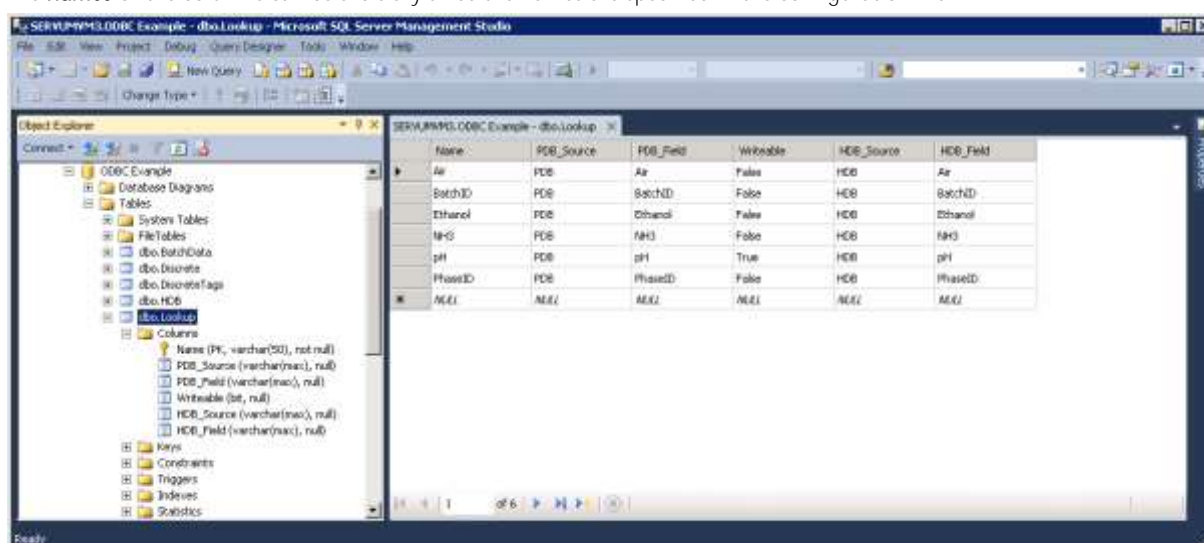 SERVUMVM3.ODBC Example - dbo.Lookup - Microsoft SQL Server Management Studio
File Edit View Project Debug Query Designer Tools Window Help
New Query
Change Type
Object Explorer
SERVUMVM3.ODBC Example - dbo.Lookup
Connect
ODBC Example
Database Diagrams
Tables
System Tables
FileTables
dbo.BatchData
dbo.Discrete
dbo.DiscreteTags
dbo.HDB
dbo.Lookup
Columns
Name (PK, varchar(50), not null)
PDB_Source (varchar(max), null)
PDB_Field (varchar(max), null)
Writeable (bit, null)
HDB_Source (varchar(max), null)
HDB_Field (varchar(max), null)
Keys
Constraints
Triggers
Indexes
Statistics
Name PDB_Source PDB_Field Writeable HDB_Source HDB_Field
Air PDB Air False HDB Air
BatchID PDB BatchID False HDB BatchID
Ethanol PDB Ethanol False HDB Ethanol
NH3 PDB NH3 False HDB NH3
pH PDB pH True HDB pH
PhaseID PDB PhaseID False HDB PhaseID
NULL NULL NULL NULL NULL NULL
1 of 6
Properties
Ready